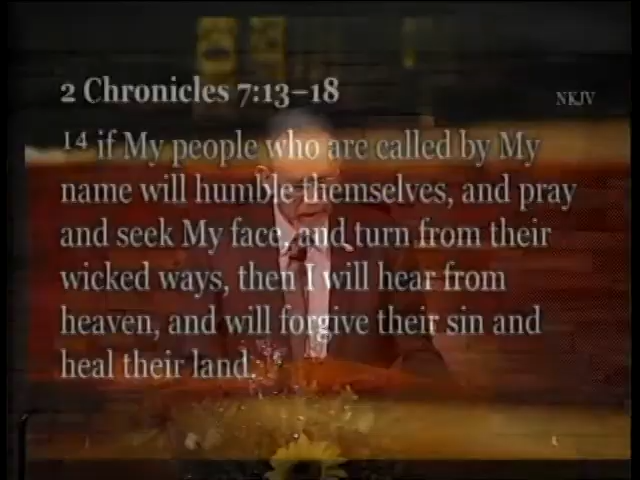 2 Chronicles 7:13–18
NKJV
14 if My people who are called by My
name will humble themselves, and pray
and seek My face, and turn from their
wicked ways, then I will hear from
heaven, and will forgive their sin and
heal their land.